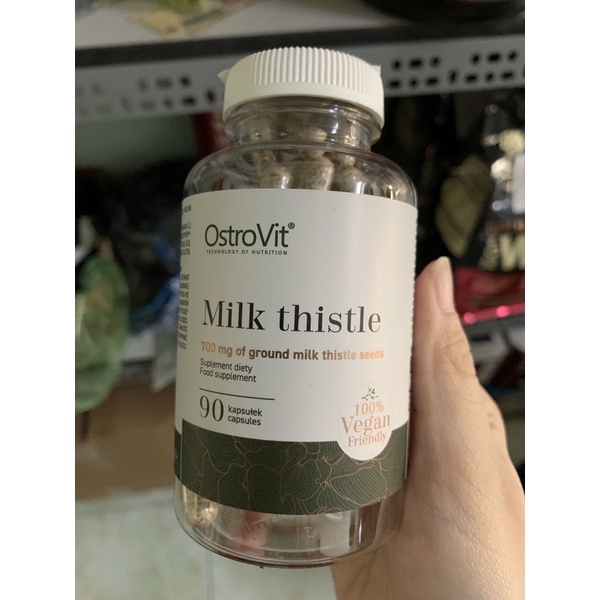 OstroVit®
TECHNOLOGY OF NUTRITION
Milk thistle
700 mg of ground milk thistle seeds
Suplement diety
Food supplement
90 kapsułek
capsules
100%
Vegan
Friendly